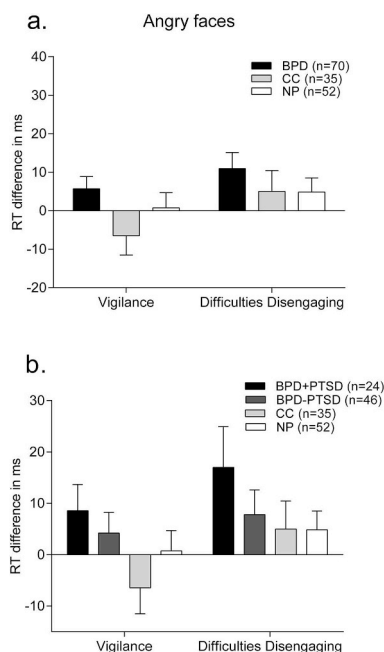 a.
Angry faces
BPD (n=70)
CC (n=35)
NP (n=52)
RT difference in ms
40
30
20
10
0
-10
-20
Vigilance
Difficulties Disengaging
b.
BPD+PTSD (n=24)
BPD-PTSD (n=46)
CC (n=35)
NP (n=52)
RT difference in ms
30
20
10
0
-10
Vigilance
Difficulties Disengaging